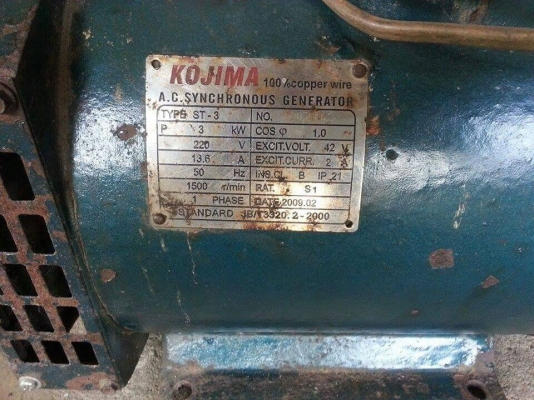 KOJIMA 100%copper wire
A.C.SYNCHRONOUS GENERATOR
TYPE ST-3 NO.
P 3 KW COS φ 1.0
220 V EXCIT.VOLT. 42 V
13.6 A EXCIT.CURR. 2 A
50 Hz INS.CL B IP.21
1500 r/min RAT. S1
1 PHASE DATE 2009.02
STANDARD JB/T3320.2-2000